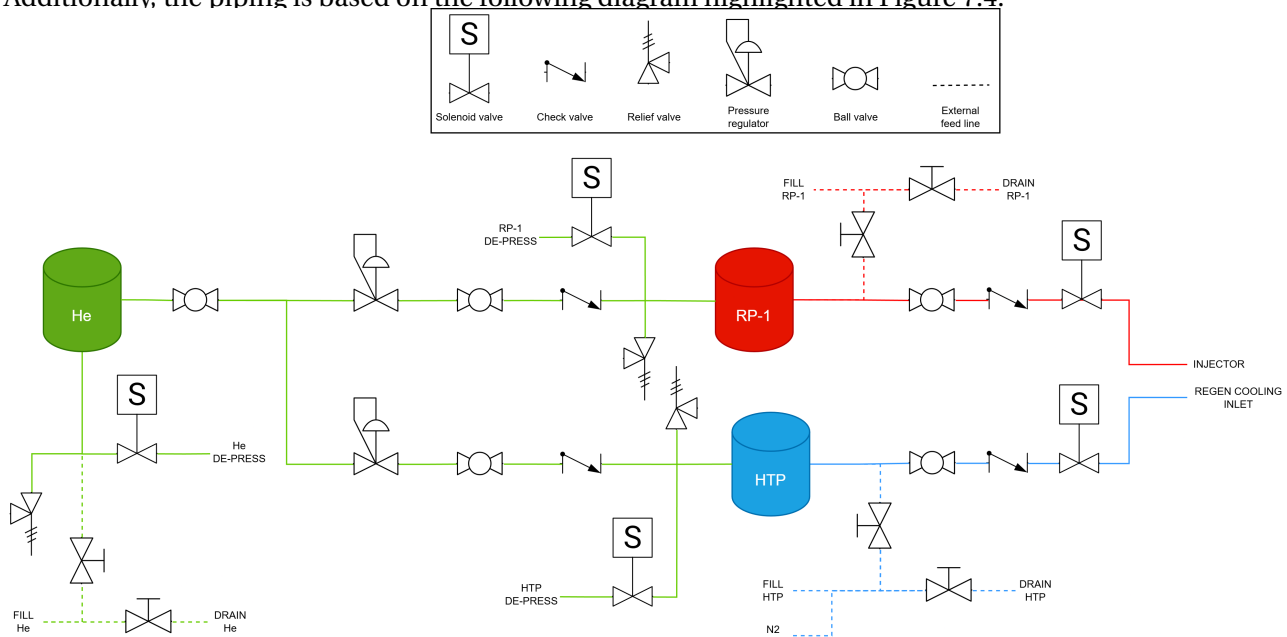 Additionally, the piping is based on the following diagram highlighted in Figure 7.4.
S
Solenoid valve
Check valve
Relief valve
Pressure
regulator
Ball valve
External
feed line
S
RP-1
DE-PRESS
FILL
RP-1
DRAIN
RP-1
S
He
RP-1
INJECTOR
S
He
DE-PRESS
REGEN COOLING
INLET
S
HTP
S
HTP
DE-PRESS
FILL
HTP
DRAIN
HTP
N2
FILL
He
DRAIN
He